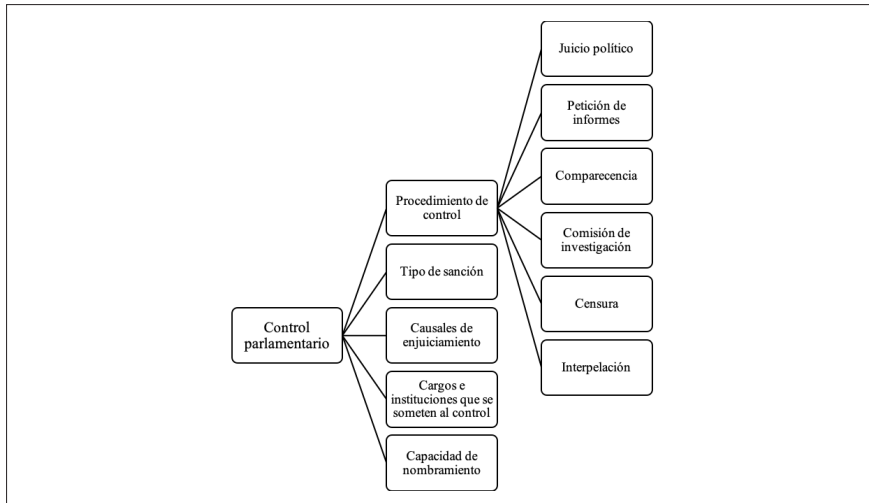 Control
parlamentario
Procedimiento de
control
Tipo de sanción
Causales de
enjuiciamiento
Cargos e
instituciones que se
someten al control
Capacidad de
nombramiento
Juicio político
Petición de
informes
Comparecencia
Comisión de
investigación
Censura
Interpelación